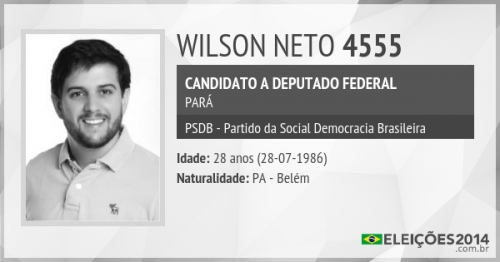 WILSON NETO 4555
CANDIDATO A DEPUTADO FEDERAL
PARÁ
PSDB - Partido da Social Democracia Brasileira
Idade: 28 anos (28-07-1986)
Naturalidade: PA - Belém
ELEIÇÕES2014
.com.br